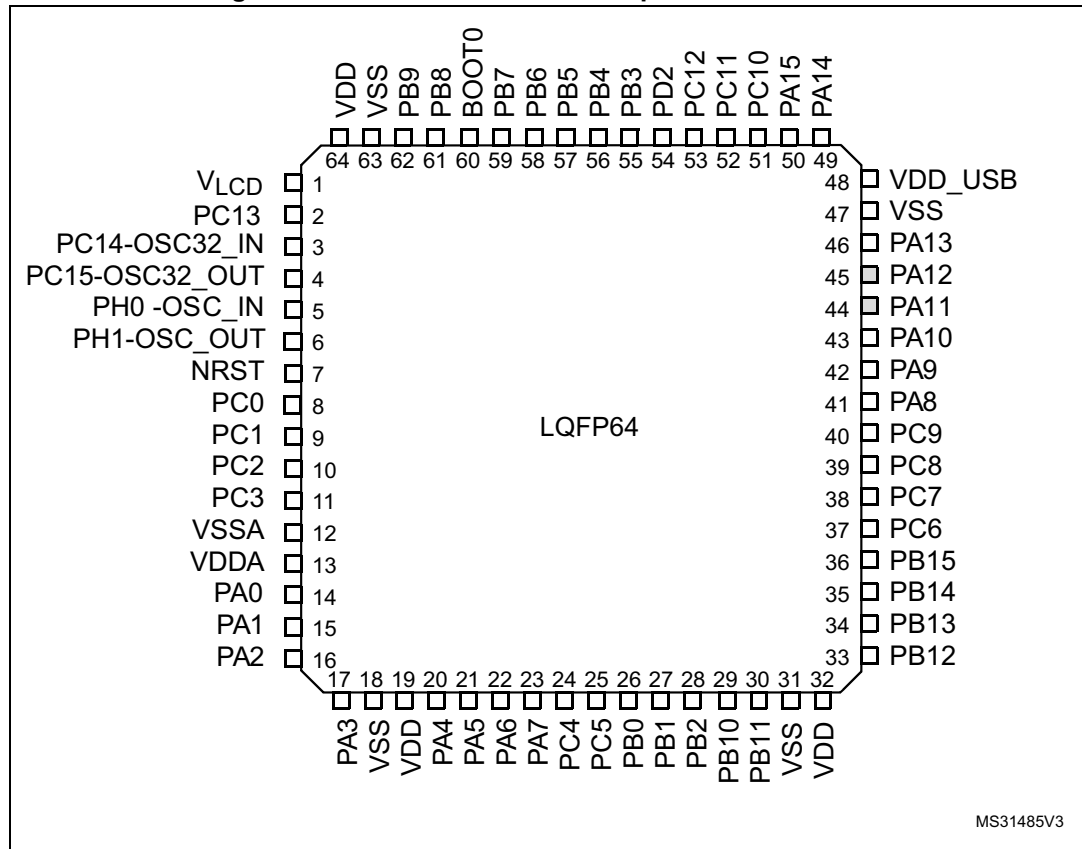 VDD VSS PB9 PB8 BOOT0 PB7 PB6 PB5 PB4 PB3 PD2 PC12 PC11 PC10 PA15 PA14
64 63 62 61 60 59 58 57 56 55 54 53 52 51 50 49
VLCD 1
PC13 2
PC14-OSC32_IN 3
PC15-OSC32_OUT 4
PH0 -OSC_IN 5
PH1-OSC_OUT 6
NRST 7
PC0 8
PC1 9
PC2 10
PC3 11
VSSA 12
VDDA 13
PA0 14
PA1 15
PA2 16
LQFP64
48 VDD_USB
47 VSS
46 PA13
45 PA12
44 PA11
43 PA10
42 PA9
41 PA8
40 PC9
39 PC8
38 PC7
37 PC6
36 PB15
35 PB14
34 PB13
33 PB12
17 18 19 20 21 22 23 24 25 26 27 28 29 30 31 32
PA3 VSS VDD PA4 PA5 PA6 PA7 PC4 PC5 PB0 PB1 PB2 PB10 PB11 VSS VDD
MS31485V3